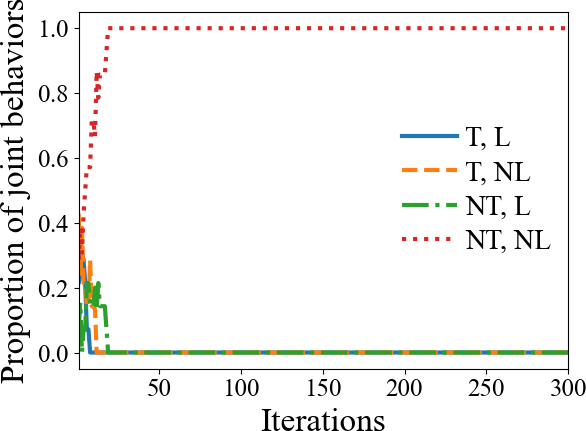 Proportion of joint behaviors
1.0
0.8
0.6
0.4
0.2
0.0
T, L
T, NL
NT, L
NT, NL
50 100 150 200 250 300
Iterations